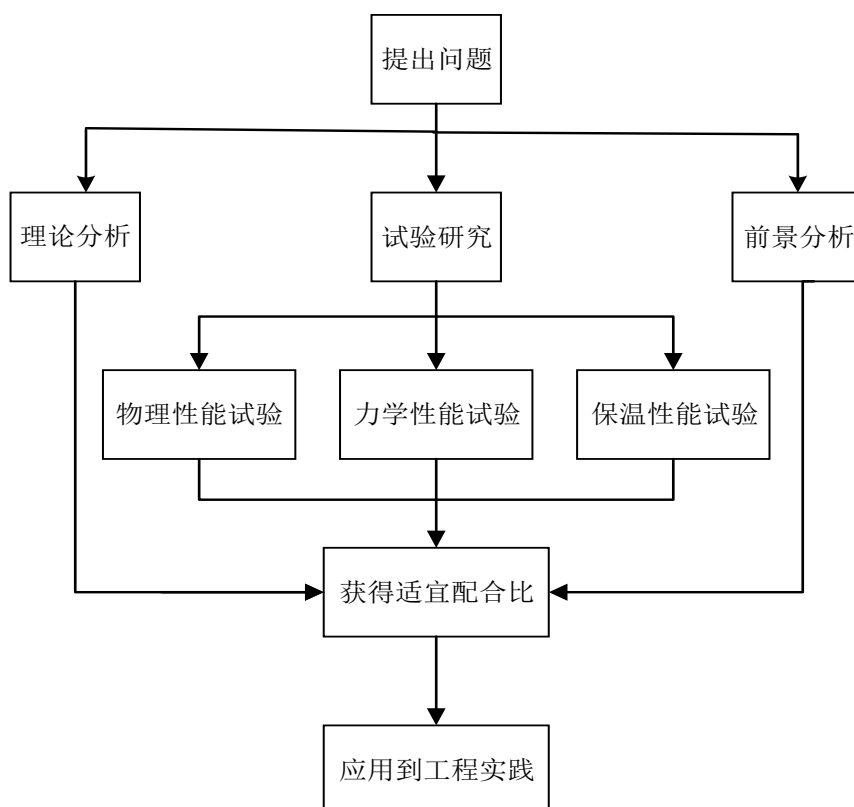 提出问题
理论分析
试验研究
前景分析
物理性能试验
力学性能试验
保温性能试验
获得适宜配合比
应用到工程实践